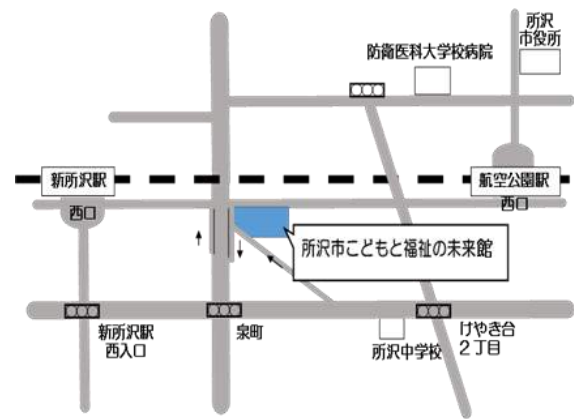 所沢
市役所
防衛医科大学校病院
新所沢駅
航空公園駅
西口
西口
所沢市こどもと福祉の未来館
新所沢駅
西入口
泉町
所沢中学校
けやき台
2丁目